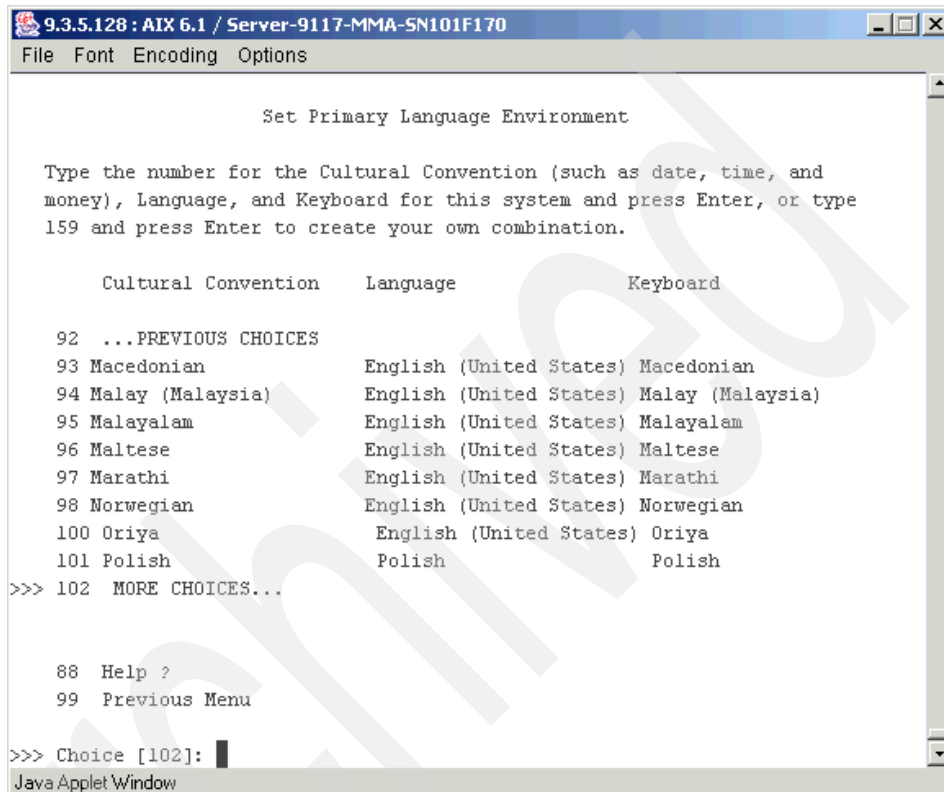 9.3.5.128 : AIX 6.1 / Server-9117-MMA-SN101F170
File Font Encoding Options
Set Primary Language Environment
Type the number for the Cultural Convention (such as date, time, and
money), Language, and Keyboard for this system and press Enter, or type
159 and press Enter to create your own combination.
Cultural Convention Language Keyboard
92 ...PREVIOUS CHOICES
93 Macedonian English (United States) Macedonian
94 Malay (Malaysia) English (United States) Malay (Malaysia)
95 Malayalam English (United States) Malayalam
96 Maltese English (United States) Maltese
97 Marathi English (United States) Marathi
98 Norwegian English (United States) Norwegian
100 Oriya English (United States) Oriya
101 Polish Polish Polish
>>> 102 MORE CHOICES...
88 Help ?
99 Previous Menu
>>> Choice [102]:
Java Applet Window